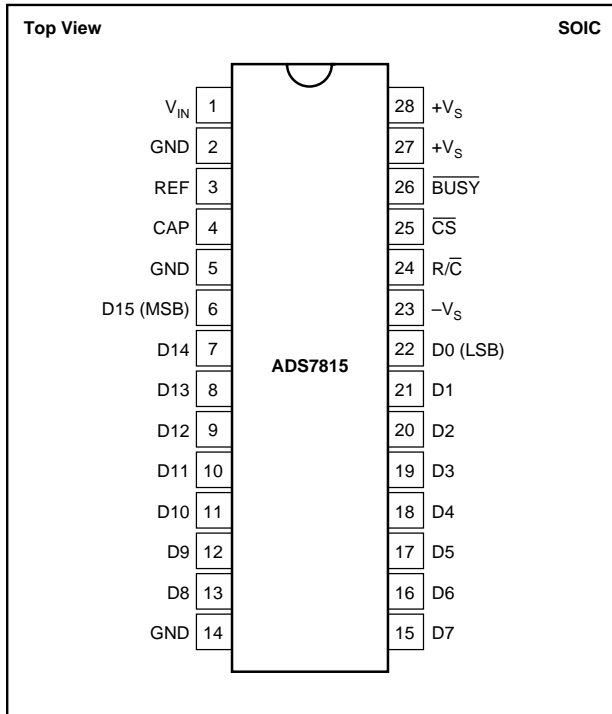 Top View SOIC
V_IN 1 28 +V_S
GND 2 27 +V_S
REF 3 26 B̅U̅S̅Y̅
CAP 4 25 C̅S̅
GND 5 24 R/C̅
D15 (MSB) 6 23 –V_S
D14 7 22 D0 (LSB)
ADS7815
D13 8 21 D1
D12 9 20 D2
D11 10 19 D3
D10 11 18 D4
D9 12 17 D5
D8 13 16 D6
GND 14 15 D7